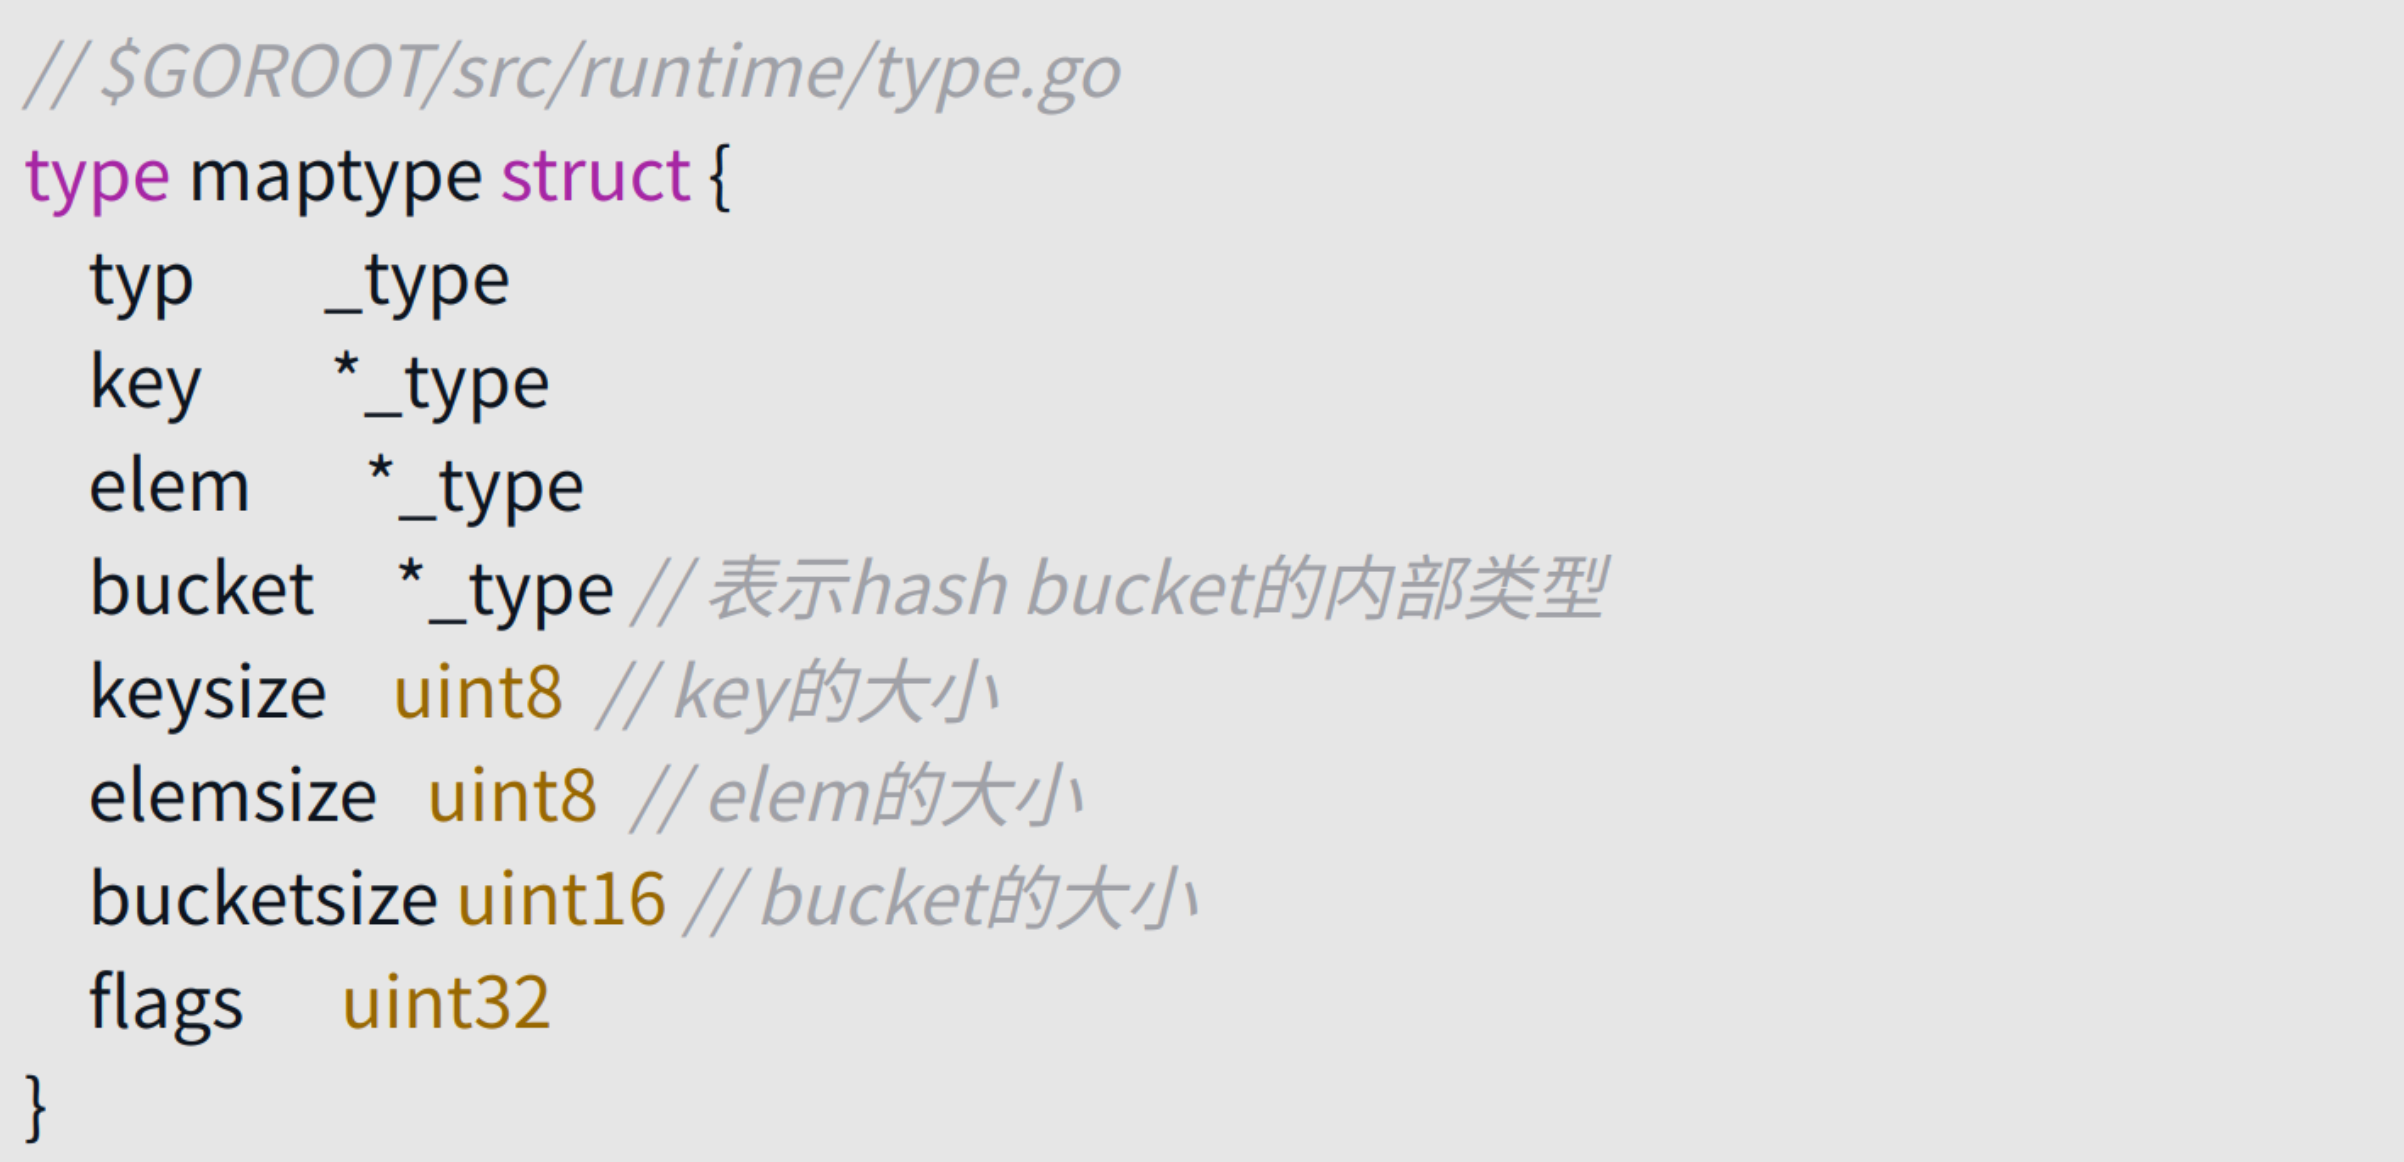 // $GOROOT/src/runtime/type.go
type maptype struct {
    typ        _type
    key        *_type
    elem       *_type
    bucket     *_type // 表示hash bucket的内部类型
    keysize    uint8  // key的大小
    elemsize   uint8  // elem的大小
    bucketsize uint16 // bucket的大小
    flags      uint32
}